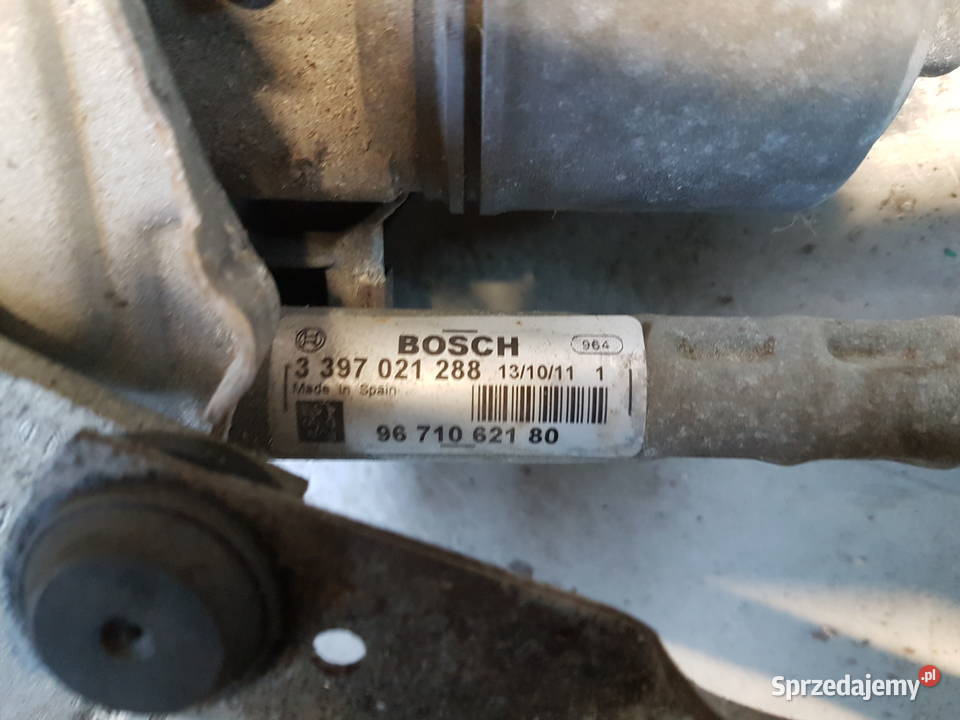 BOSCH 964
3 397 021 288 13/10/11 1
Made in Spain
96 710 621 80
Sprzedajemy.pl